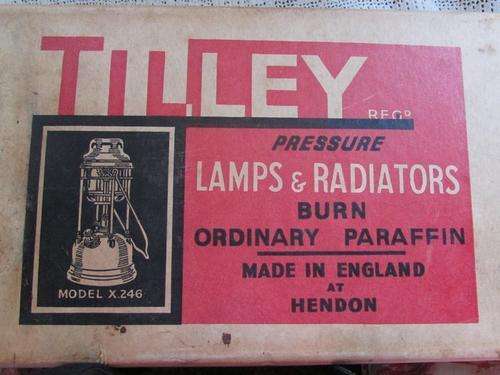 TILLEY
REGD
PRESSURE
LAMPS & RADIATORS
BURN
ORDINARY PARAFFIN
MADE IN ENGLAND
AT
HENDON
MODEL X.246